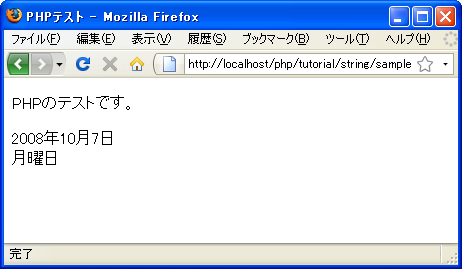 PHPテスト - Mozilla Firefox
ファイル(F) 編集(E) 表示(V) 履歴(S) ブックマーク(B) ツール(T) ヘルプ(H)
http://localhost/php/tutorial/string/sample
PHPのテストです。
2008年10月7日
月曜日
完了